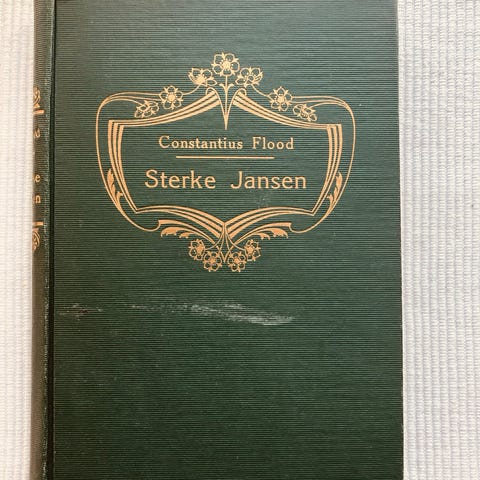 Constantius Flood
Sterke Jansen